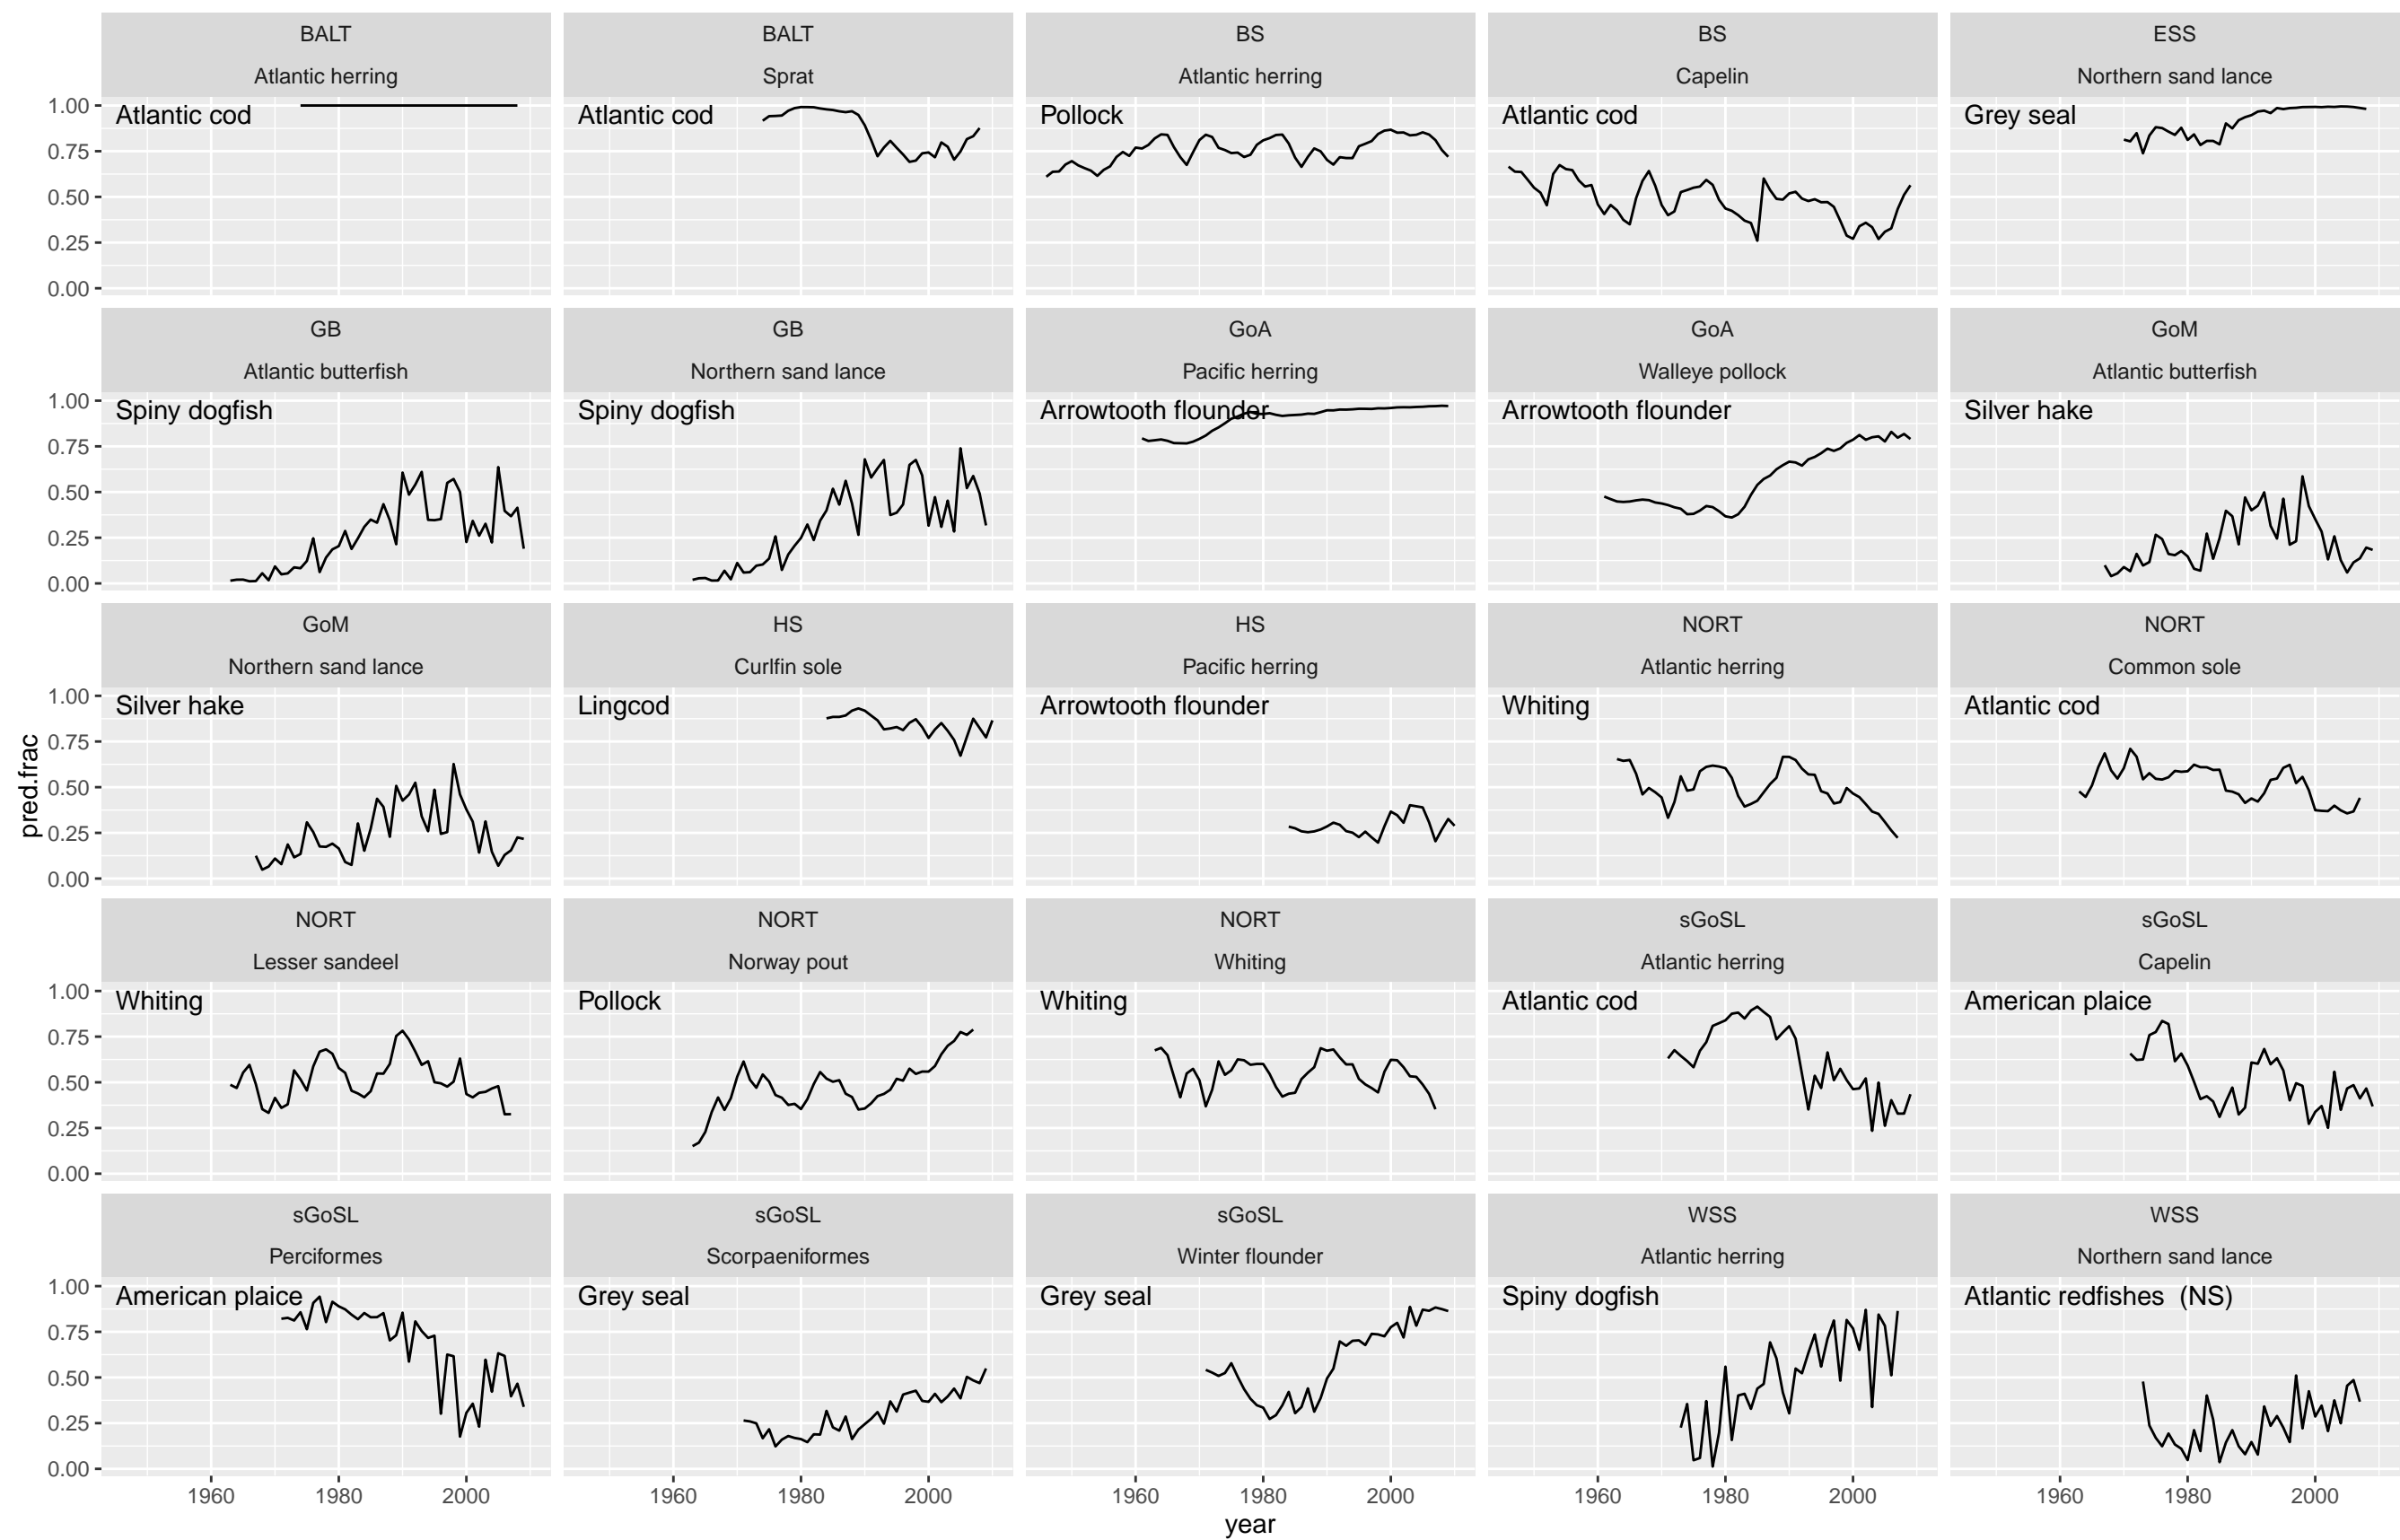 BALT
Atlantic herring
BALT
Sprat
BS
Atlantic herring
BS
Capelin
ESS
Northern sand lance
1.00
0.75
0.50
0.25
0.00
Atlantic cod
Atlantic cod
Pollock
Atlantic cod
Grey seal
GB
Atlantic butterfish
GB
Northern sand lance
GoA
Pacific herring
GoA
Walleye pollock
GoM
Atlantic butterfish
1.00
0.75
0.50
0.25
0.00
Spiny dogfish
Spiny dogfish
Arrowtooth flounder
Arrowtooth flounder
Silver hake
GoM
Northern sand lance
HS
Curlfin sole
HS
Pacific herring
NORT
Atlantic herring
NORT
Common sole
pred.frac
1.00
0.75
0.50
0.25
0.00
Silver hake
Lingcod
Arrowtooth flounder
Whiting
Atlantic cod
NORT
Lesser sandeel
NORT
Norway pout
NORT
Whiting
sGoSL
Atlantic herring
sGoSL
Capelin
1.00
0.75
0.50
0.25
0.00
Whiting
Pollock
Whiting
Atlantic cod
American plaice
sGoSL
Perciformes
sGoSL
Scorpaeniformes
sGoSL
Winter flounder
WSS
Atlantic herring
WSS
Northern sand lance
1.00
0.75
0.50
0.25
0.00
American plaice
Grey seal
Grey seal
Spiny dogfish
Atlantic redfishes  (NS)
1960 1980 2000
1960 1980 2000
1960 1980 2000
1960 1980 2000
1960 1980 2000
year